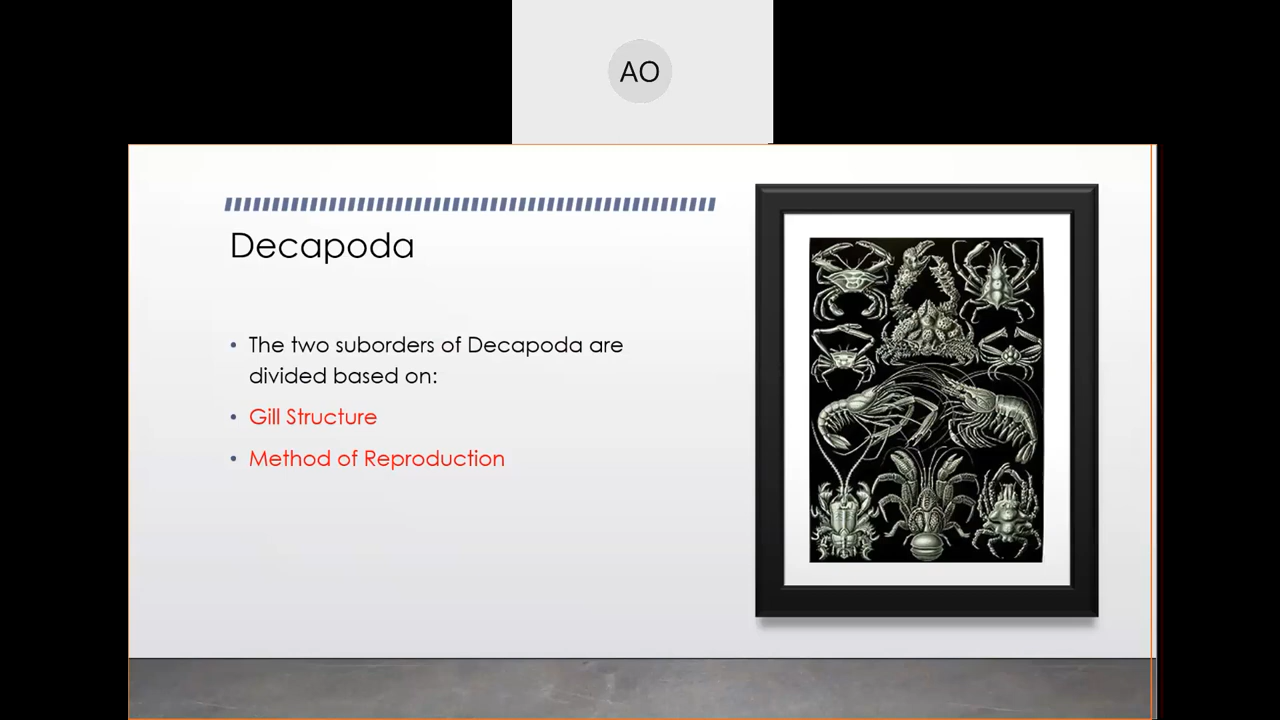 AO
Decapoda
• The two suborders of Decapoda are
divided based on:
• Gill Structure
• Method of Reproduction